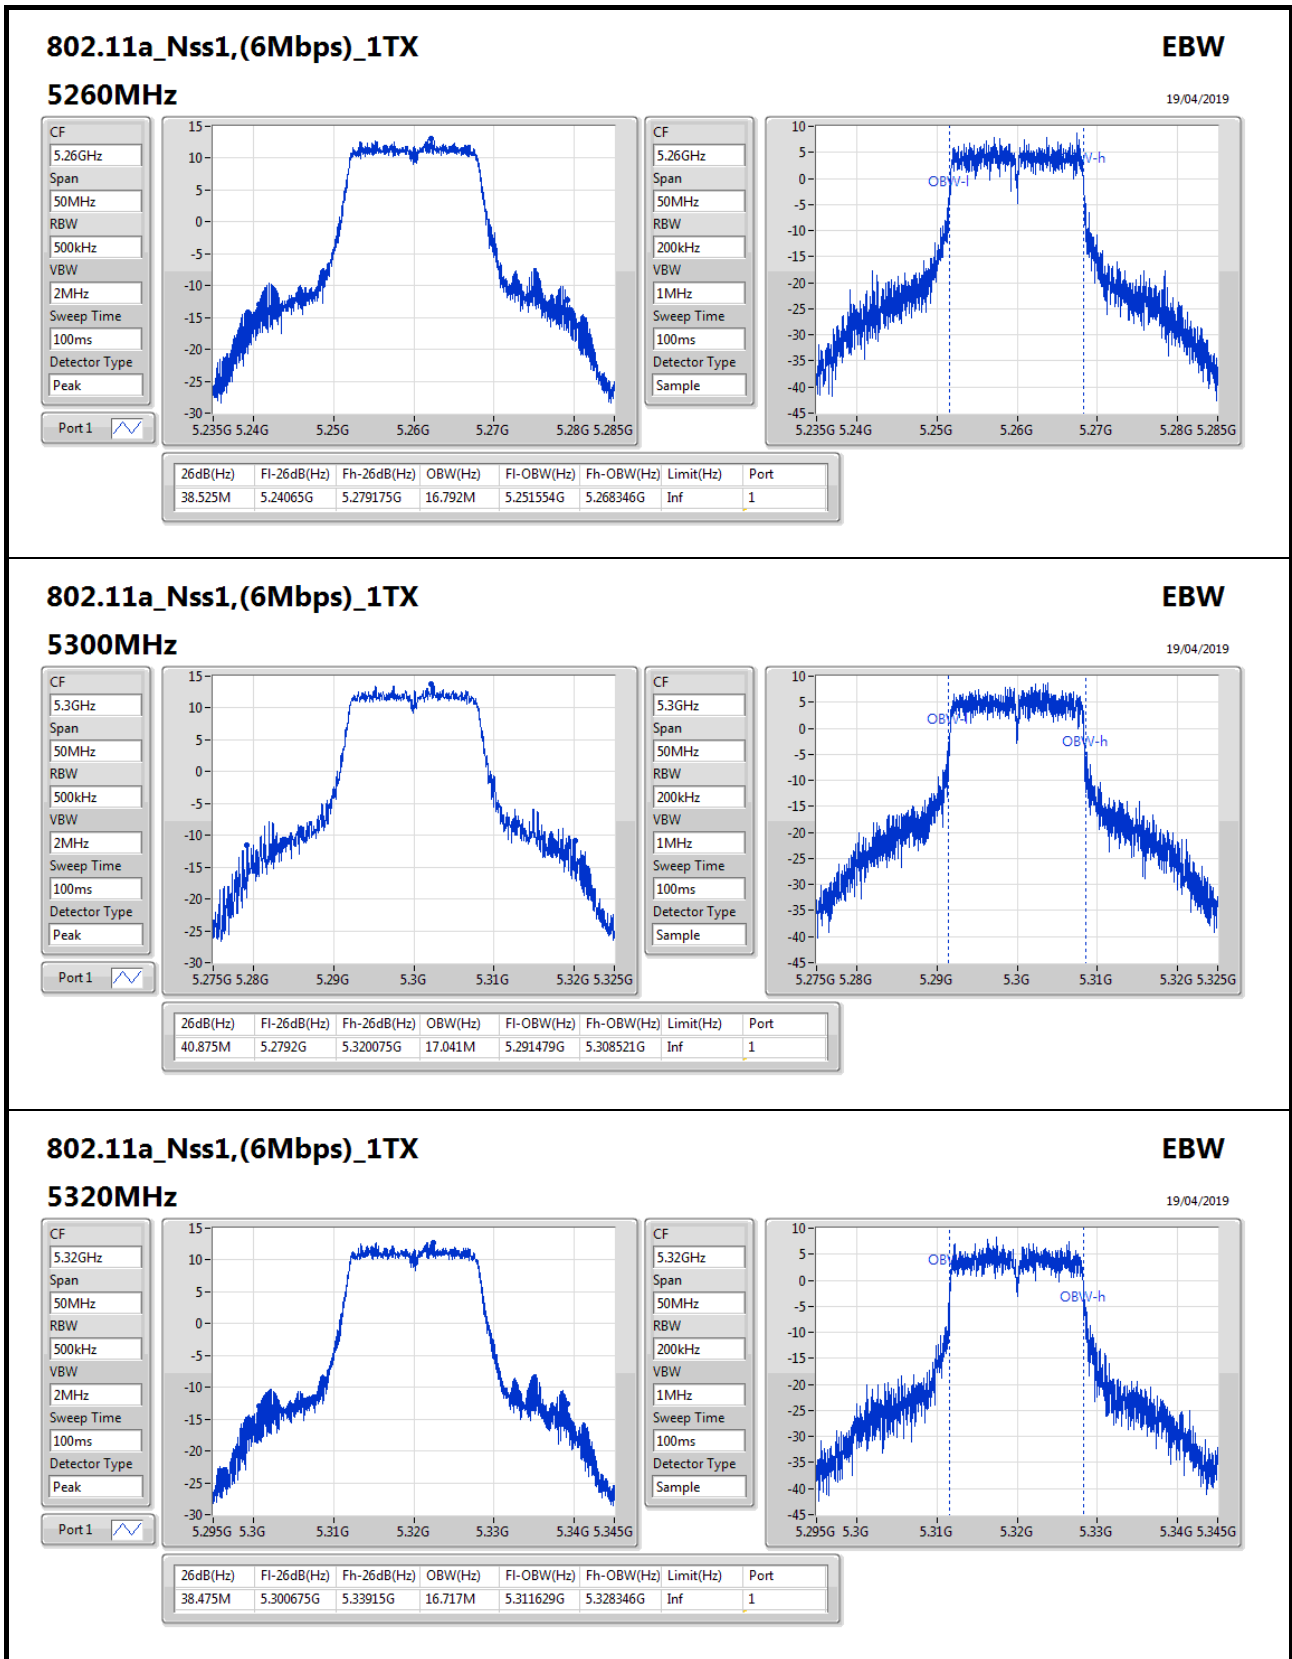 802.11a_Nss1,(6Mbps)_1TX EBW
5260MHz 19/04/2019
CF
5.26GHz
Span
50MHz
RBW
500kHz
VBW
2MHz
Sweep Time
100ms
Detector Type
Peak
Port 1
15
10
5
0
-5
-10
-15
-20
-25
-30
5.235G 5.24G 5.25G 5.26G 5.27G 5.28G 5.285G
CF
5.26GHz
Span
50MHz
RBW
200kHz
VBW
1MHz
Sweep Time
100ms
Detector Type
Sample
10
5
0
-5
-10
-15
-20
-25
-30
-35
-40
-45
OBW-l
5.235G 5.24G 5.25G 5.26G 5.27G 5.28G 5.285G
26dB(Hz) Fl-26dB(Hz) Fh-26dB(Hz) OBW(Hz) Fl-OBW(Hz) Fh-OBW(Hz) Limit(Hz) Port
38.525M 5.24065G 5.279175G 16.792M 5.251554G 5.268346G Inf 1
802.11a_Nss1,(6Mbps)_1TX EBW
5300MHz 19/04/2019
CF
5.3GHz
Span
50MHz
RBW
500kHz
VBW
2MHz
Sweep Time
100ms
Detector Type
Peak
Port 1
15
10
5
0
-5
-10
-15
-20
-25
-30
5.275G 5.28G 5.29G 5.3G 5.31G 5.32G 5.325G
CF
5.3GHz
Span
50MHz
RBW
200kHz
VBW
1MHz
Sweep Time
100ms
Detector Type
Sample
10
5
0
-5
-10
-15
-20
-25
-30
-35
-40
-45
OBW-h
5.275G 5.28G 5.29G 5.3G 5.31G 5.32G 5.325G
26dB(Hz) Fl-26dB(Hz) Fh-26dB(Hz) OBW(Hz) Fl-OBW(Hz) Fh-OBW(Hz) Limit(Hz) Port
40.875M 5.2792G 5.320075G 17.041M 5.291479G 5.308521G Inf 1
802.11a_Nss1,(6Mbps)_1TX EBW
5320MHz 19/04/2019
CF
5.32GHz
Span
50MHz
RBW
500kHz
VBW
2MHz
Sweep Time
100ms
Detector Type
Peak
Port 1
15
10
5
0
-5
-10
-15
-20
-25
-30
5.295G 5.3G 5.31G 5.32G 5.33G 5.34G 5.345G
CF
5.32GHz
Span
50MHz
RBW
200kHz
VBW
1MHz
Sweep Time
100ms
Detector Type
Sample
10
5
0
-5
-10
-15
-20
-25
-30
-35
-40
-45
OBW-h
5.295G 5.3G 5.31G 5.32G 5.33G 5.34G 5.345G
26dB(Hz) Fl-26dB(Hz) Fh-26dB(Hz) OBW(Hz) Fl-OBW(Hz) Fh-OBW(Hz) Limit(Hz) Port
38.475M 5.300675G 5.33915G 16.717M 5.311629G 5.328346G Inf 1